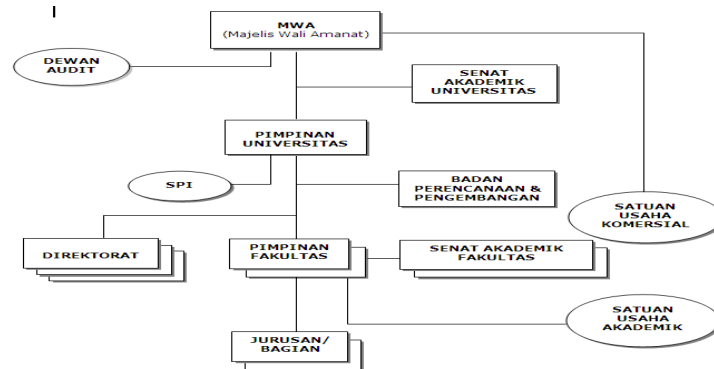 MWA
(Majelis Wali Amanat)
DEWAN
AUDIT
SENAT
AKADEMIK
UNIVERSITAS
PIMPINAN
UNIVERSITAS
SPI
BADAN
PERENCANAAN &
PENGEMBANGAN
SATUAN
USAHA
KOMERSIAL
DIREKTORAT
PIMPINAN
FAKULTAS
SENAT AKADEMIK
FAKULTAS
SATUAN
USAHA
AKADEMIK
JURUSAN/
BAGIAN